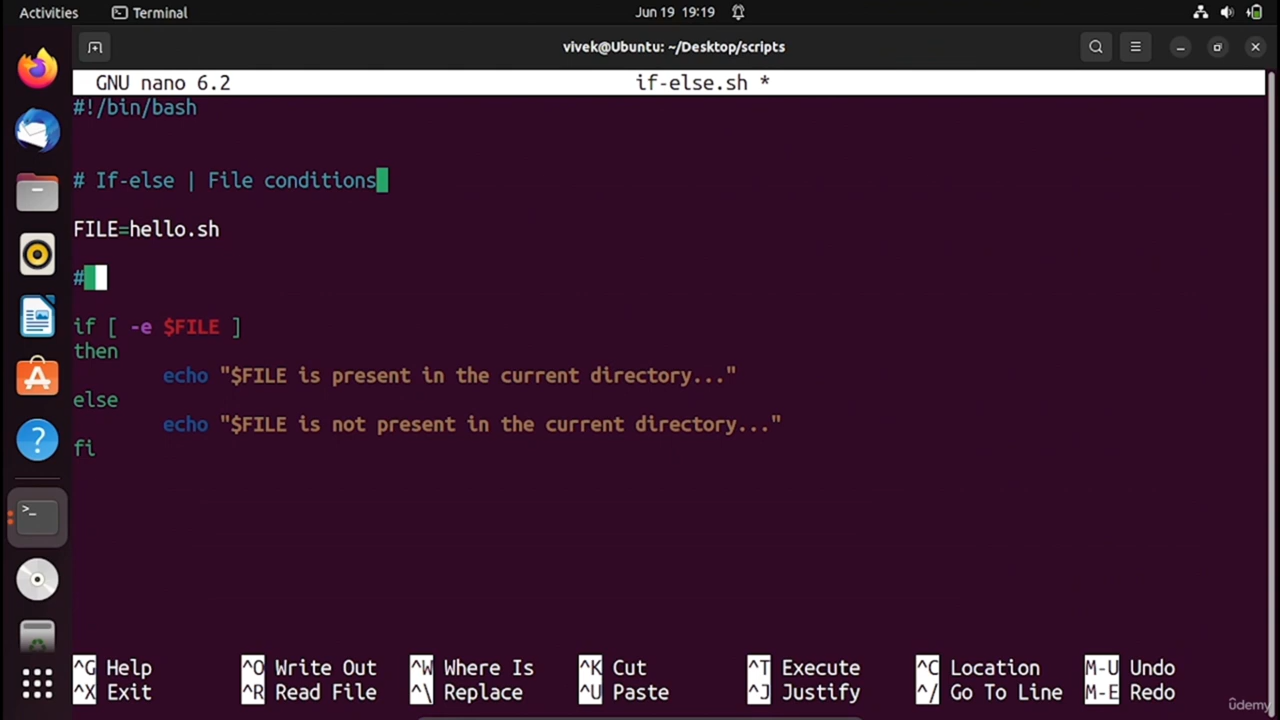 Activities
Terminal
Jun 19 19:19
vivek@Ubuntu: ~/Desktop/scripts
GNU nano 6.2
if-else.sh *
#!/bin/bash
# If-else | File conditions
FILE=hello.sh
#
if [ -e $FILE ]
then
echo "$FILE is present in the current directory..."
else
echo "$FILE is not present in the current directory..."
fi
^G Help ^O Write Out ^W Where Is ^K Cut ^T Execute ^C Location M-U Undo
^X Exit ^R Read File ^\ Replace ^U Paste ^J Justify ^/ Go To Line M-E Redo
udemy